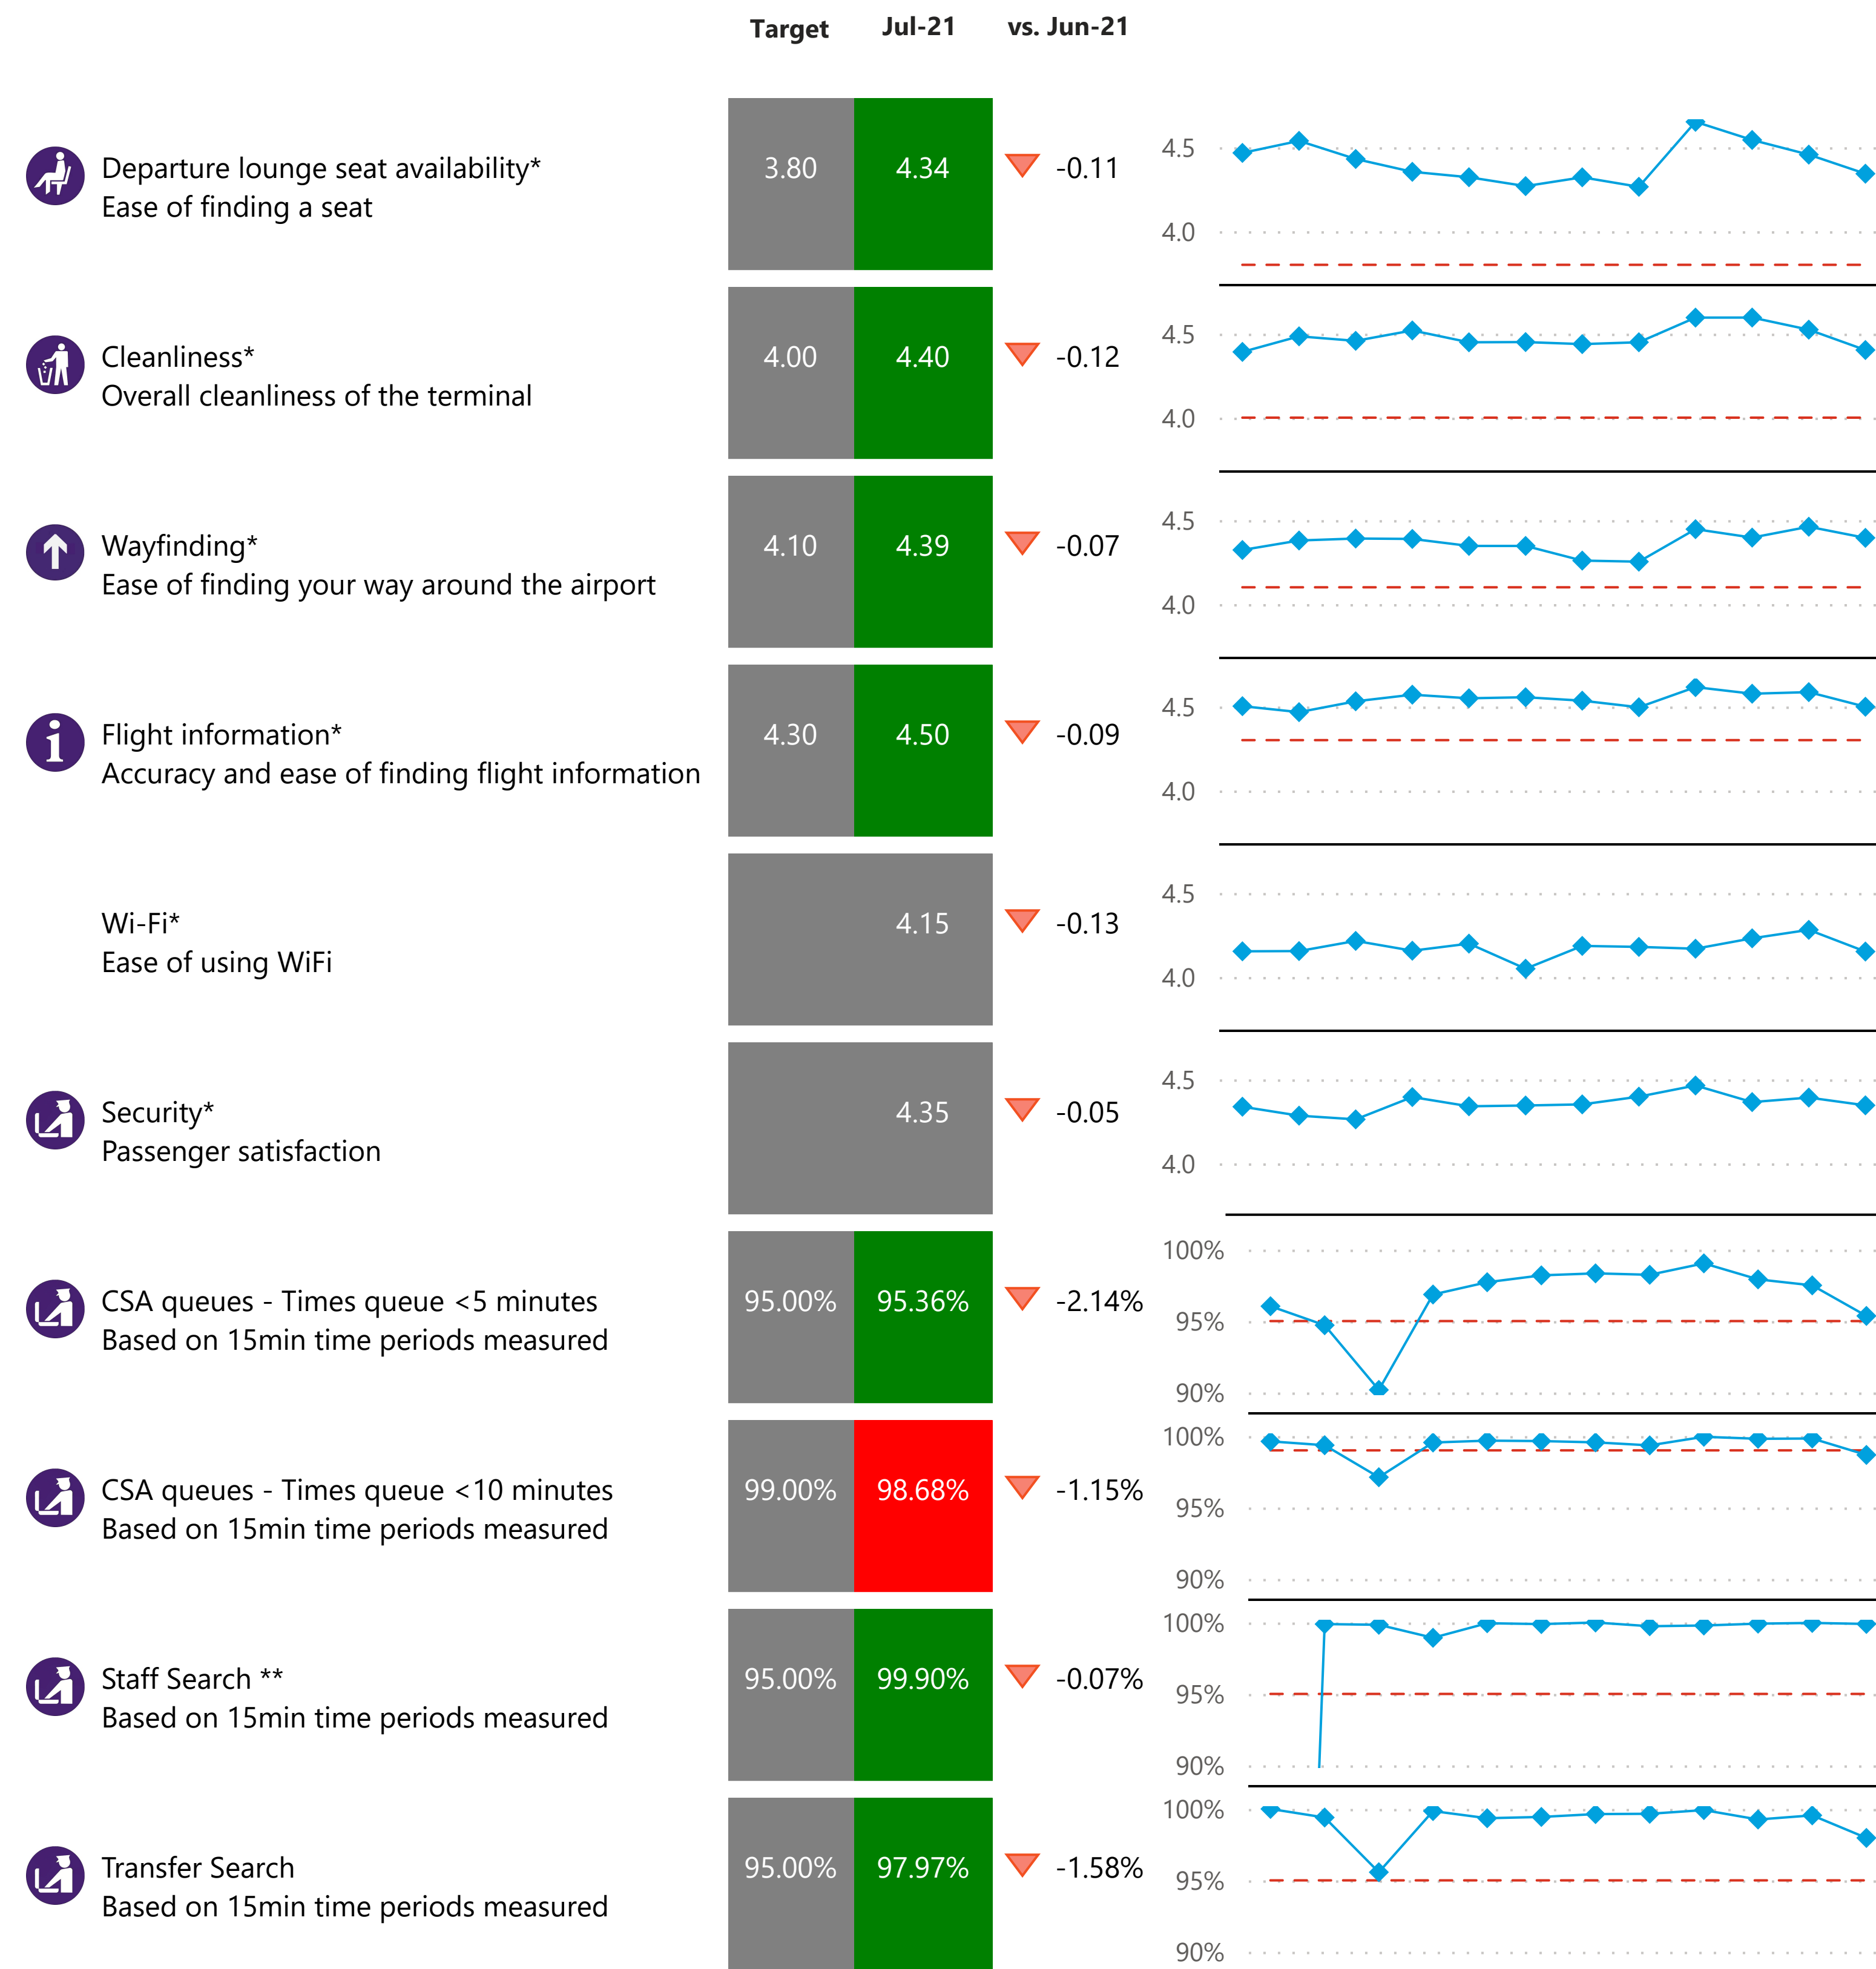 Target Jul-21 vs. Jun-21
Departure lounge seat availability* 3.80 4.34 -0.11
Ease of finding a seat
4.5
4.0
Cleanliness* 4.00 4.40 -0.12
Overall cleanliness of the terminal
4.5
4.0
Wayfinding* 4.10 4.39 -0.07
Ease of finding your way around the airport
4.5
4.0
Flight information* 4.30 4.50 -0.09
Accuracy and ease of finding flight information
4.5
4.0
Wi-Fi* 4.15 -0.13
Ease of using WiFi
4.5
4.0
Security* 4.35 -0.05
Passenger satisfaction
4.5
4.0
CSA queues - Times queue <5 minutes 95.00% 95.36% -2.14%
Based on 15min time periods measured
100%
95%
90%
CSA queues - Times queue <10 minutes 99.00% 98.68% -1.15%
Based on 15min time periods measured
100%
95%
90%
Staff Search ** 95.00% 99.90% -0.07%
Based on 15min time periods measured
100%
95%
90%
Transfer Search 95.00% 97.97% -1.58%
Based on 15min time periods measured
100%
95%
90%